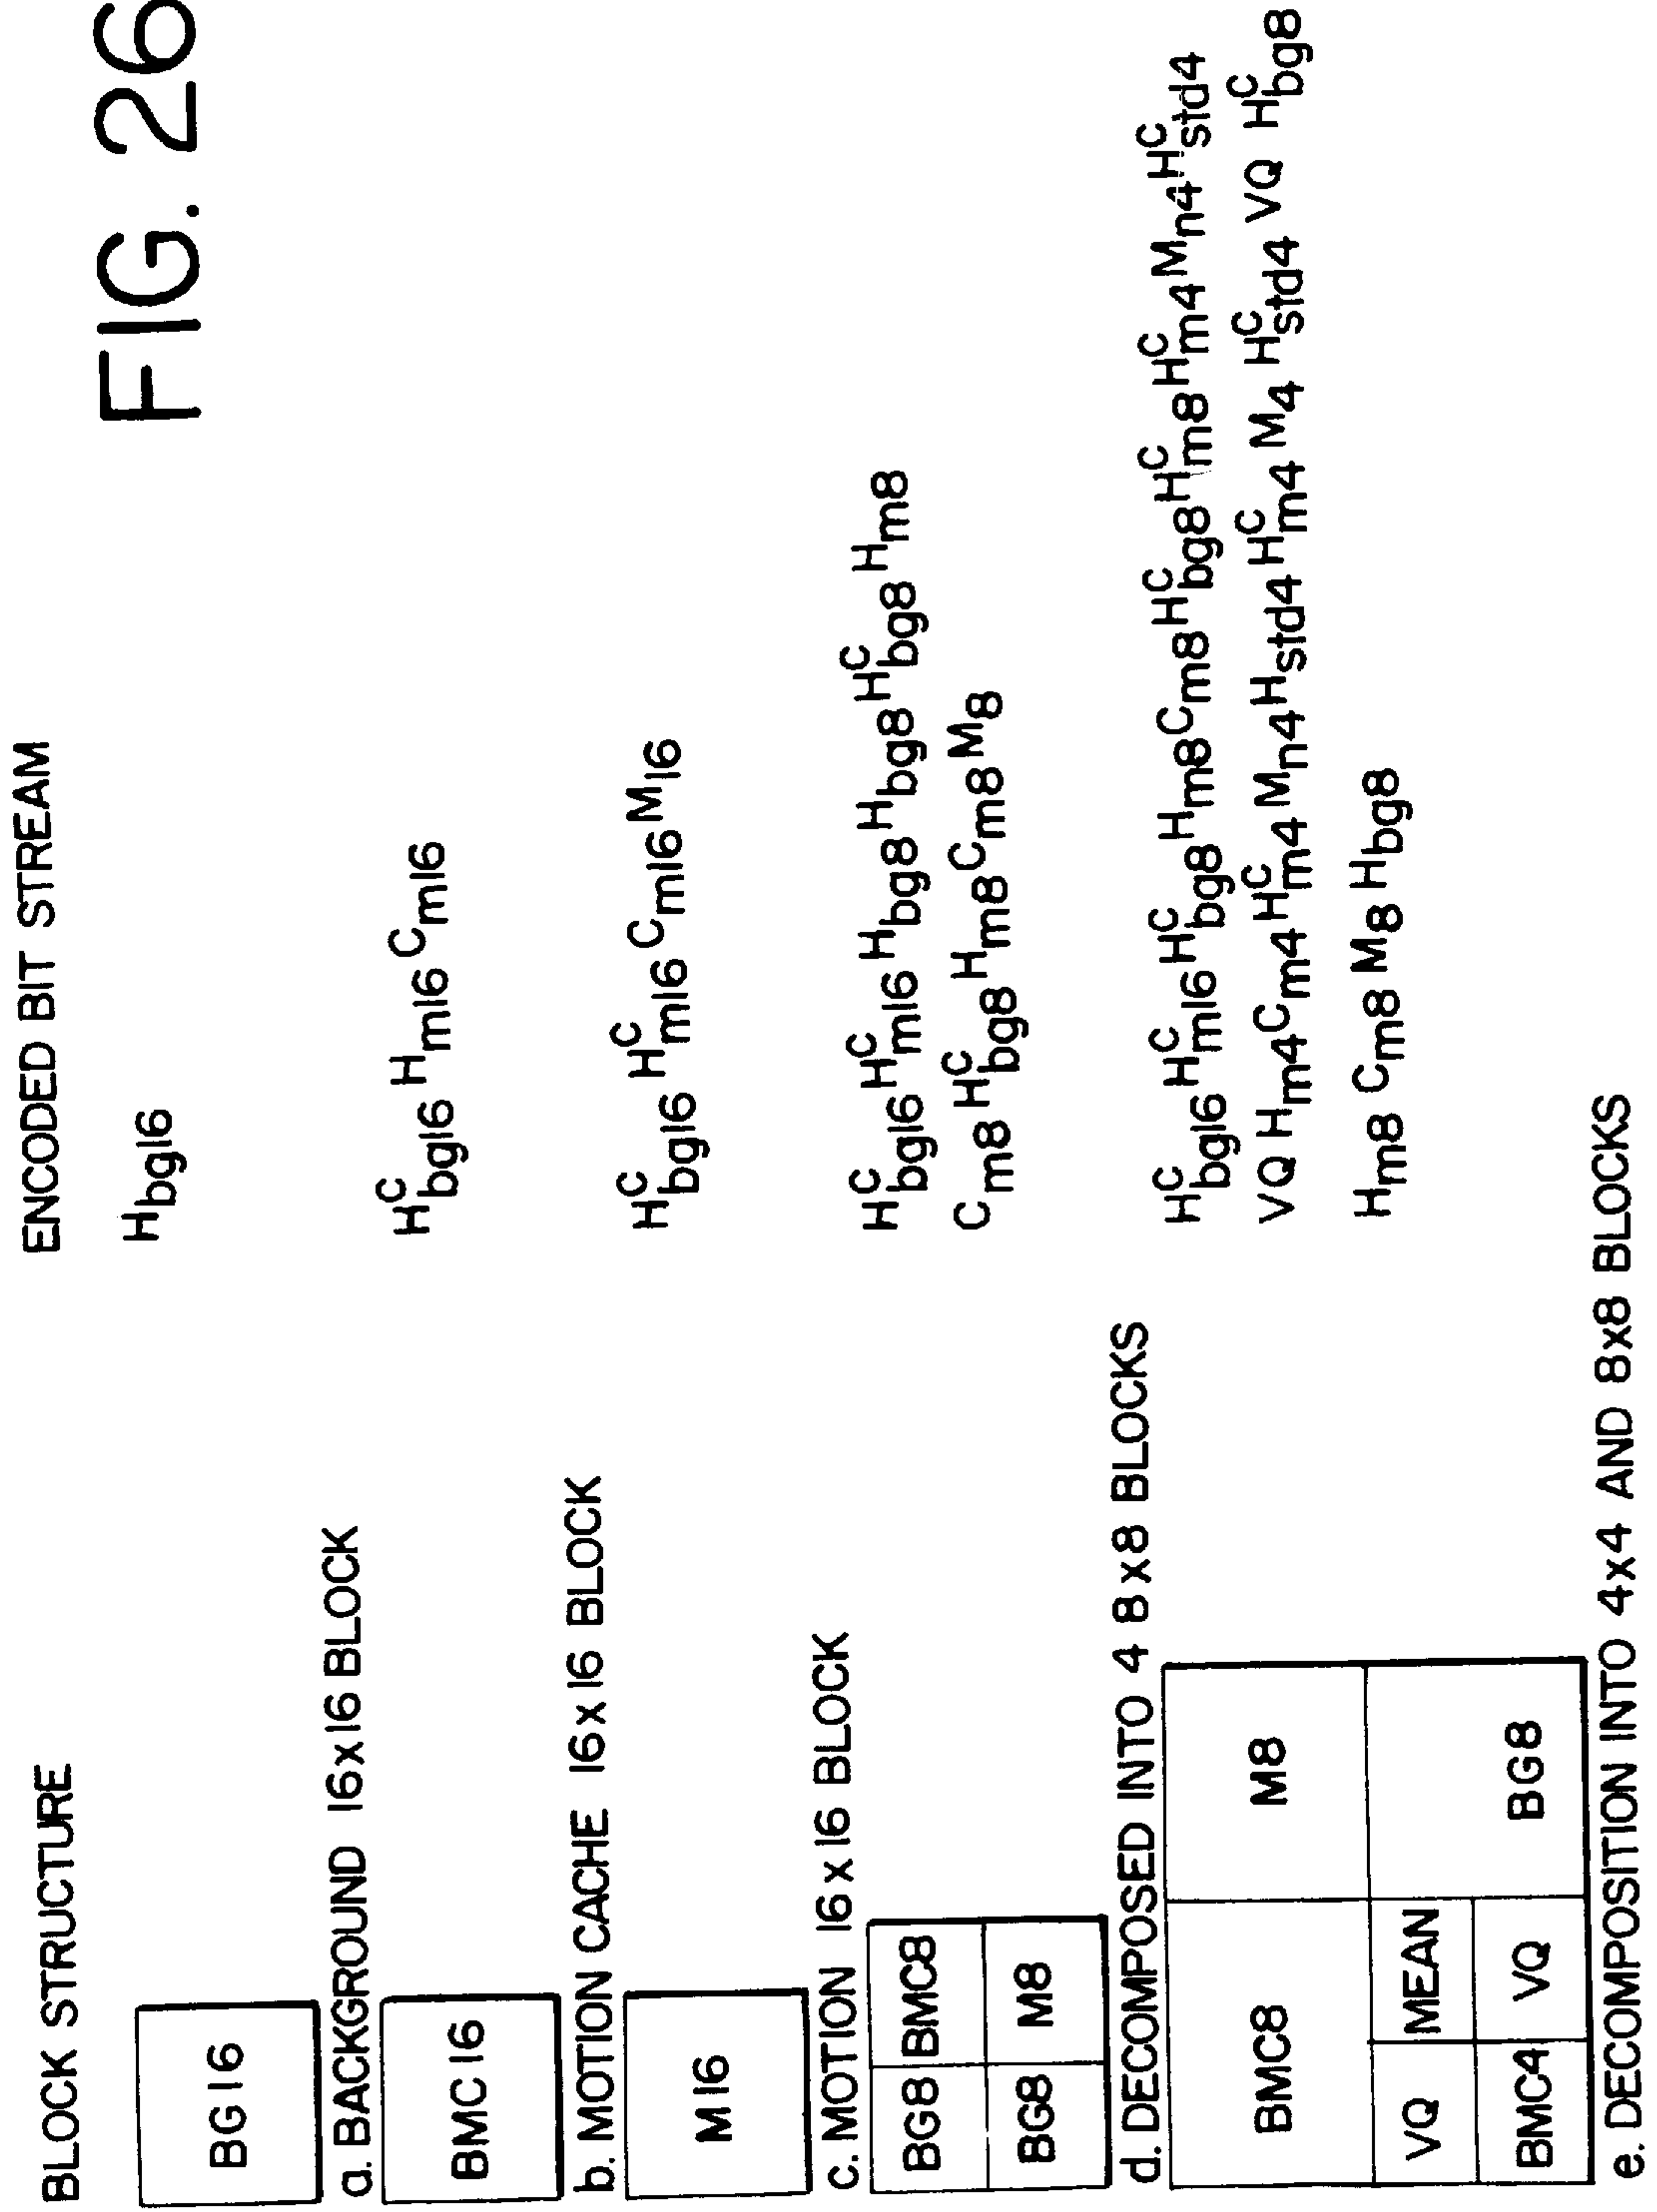 FIG. 26
BLOCK STRUCTURE
ENCODED BIT STREAM
BG16
H_bg16
a. BACKGROUND 16x16 BLOCK
BMC16
H^C_bg16 H_m16 C_m16
b. MOTION CACHE 16x16 BLOCK
M16
H^C_bg16 H^C_m16 C_m16 M_16
c. MOTION 16x16 BLOCK
BG8 BMC8
BG8 M8
H^C_bg16 H^C_m16 H_bg8 H_bg8 H^C_bg8 H_m8
C_m8 H^C_bg8 H_m8 C_m8 M_8
d. DECOMPOSED INTO 4 8x8 BLOCKS
BMC8 M8
VQ MEAN
BMC4 VQ BG8
H^C_bg16 H^C_m16 H^C_bg8 H_m8 C_m8 H^C_bg8 H^C_m8 H^C_m4 M_n4 H^C_std4
VQ H_m4 C_m4 H^C_m4 M_n4 H_std4 H^C_m4 M_4 H^C_std4 VQ H^C_bg8
H_m8 C_m8 M_8 H_bg8
e. DECOMPOSITION INTO 4x4 AND 8x8 BLOCKS